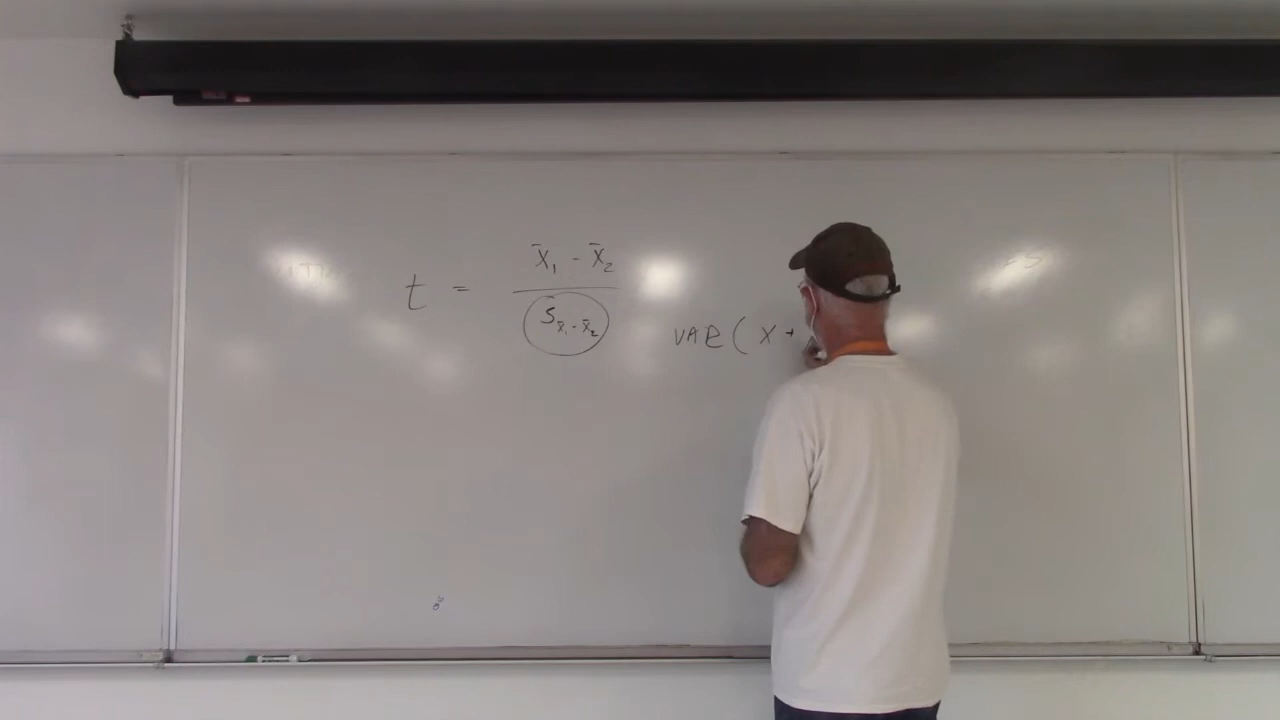 t = X̄₁ - X̄₂
S X̄₁ - X̄₂
VAR ( X +